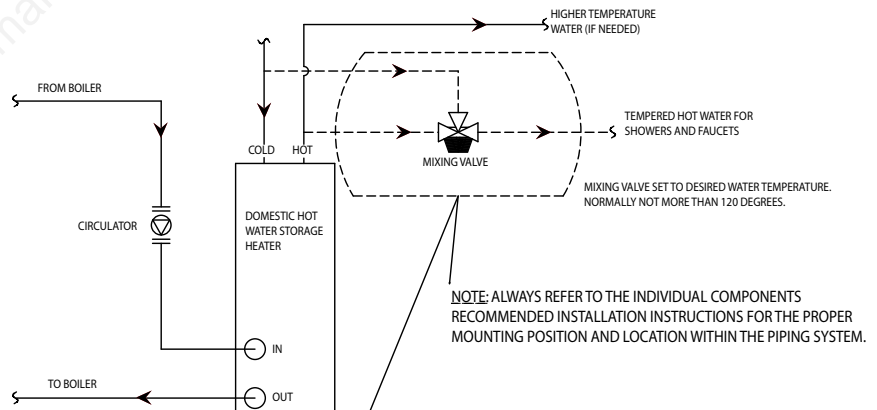 HIGHER TEMPERATURE
WATER (IF NEEDED)
FROM BOILER
TEMPERED HOT WATER FOR
SHOWERS AND FAUCETS
COLD
HOT
MIXING VALVE
MIXING VALVE SET TO DESIRED WATER TEMPERATURE.
NORMALLY NOT MORE THAN 120 DEGREES.
CIRCULATOR
DOMESTIC HOT
WATER STORAGE
HEATER
NOTE: ALWAYS REFER TO THE INDIVIDUAL COMPONENTS
RECOMMENDED INSTALLATION INSTRUCTIONS FOR THE PROPER
MOUNTING POSITION AND LOCATION WITHIN THE PIPING SYSTEM.
IN
TO BOILER
OUT